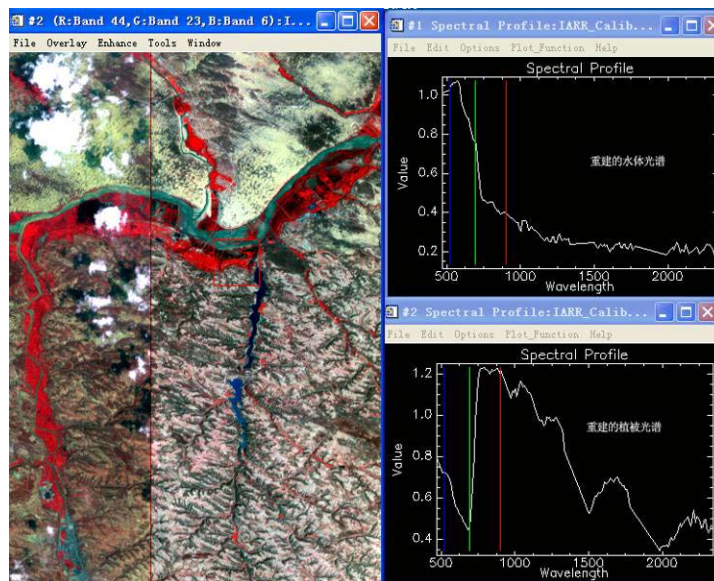 #2 (R:Band 44,G:Band 23,B:Band 6):I...
File Overlay Enhance Tools Window
#1 Spectral Profile:IARR_Calib...
File Edit Options Plot_Function Help
Spectral Profile
重建的水体光谱
Value
1.0
0.8
0.6
0.4
0.2
500 1000 1500 2000
Wavelength
#2 Spectral Profile:IARR_Calib...
File Edit Options Plot_Function Help
Spectral Profile
重建的植被光谱
Value
1.2
1.0
0.8
0.6
0.4
500 1000 1500 2000
Wavelength